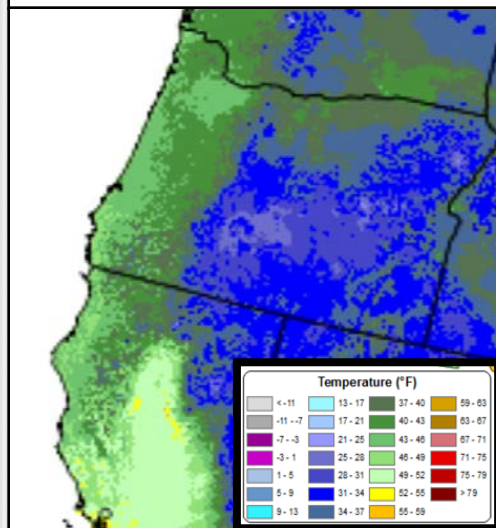 Temperature (°F)
< -11 13 - 17 37 - 40 59 - 63
-11 - -7 17 - 21 40 - 43 63 - 67
-7 - -3 21 - 25 43 - 46 67 - 71
-3 - 1 25 - 28 46 - 49 71 - 75
1 - 5 28 - 31 49 - 52 75 - 79
5 - 9 31 - 34 52 - 55 > 79
9 - 13 34 - 37 55 - 59